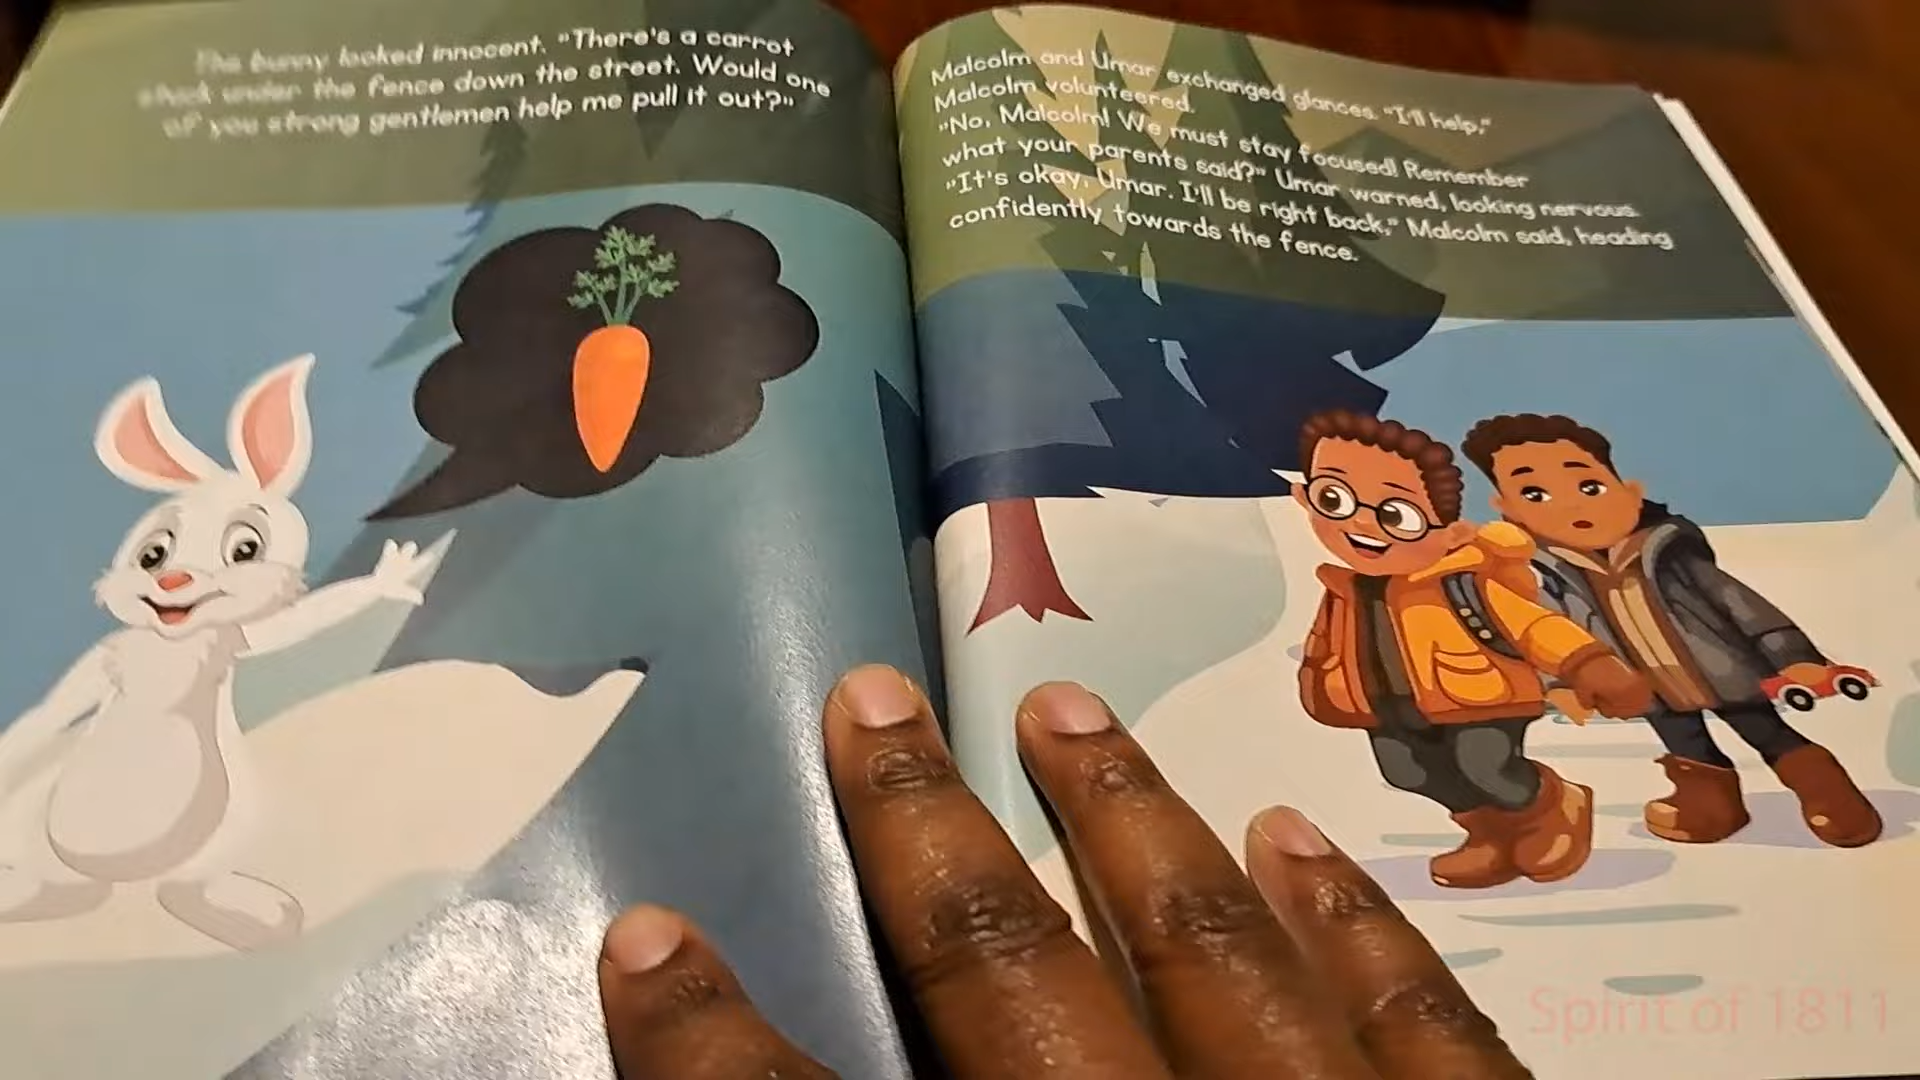 The bunny looked innocent. "There's a carrot
stuck under the fence down the street. Would one
of you strong gentlemen help me pull it out?"
Malcolm and Umar exchanged glances. "I'll help,"
Malcolm volunteered.
"No, Malcolm! We must stay focused! Remember
what your parents said?" Umar warned, looking nervous.
"It's okay, Umar. I'll be right back," Malcolm said, heading
confidently towards the fence.
Spirit of 1811